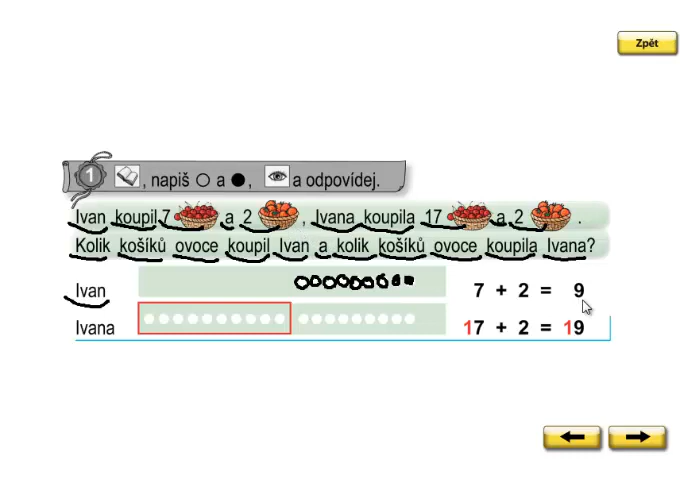 Zpět
1 , napiš a , a odpovídej.
Ivan koupil 7 a 2 , Ivana koupila 17 a 2 .
Kolik košíků ovoce koupil Ivan a kolik košíků ovoce koupila Ivana?
Ivan 7 + 2 = 9
Ivana 17 + 2 = 19